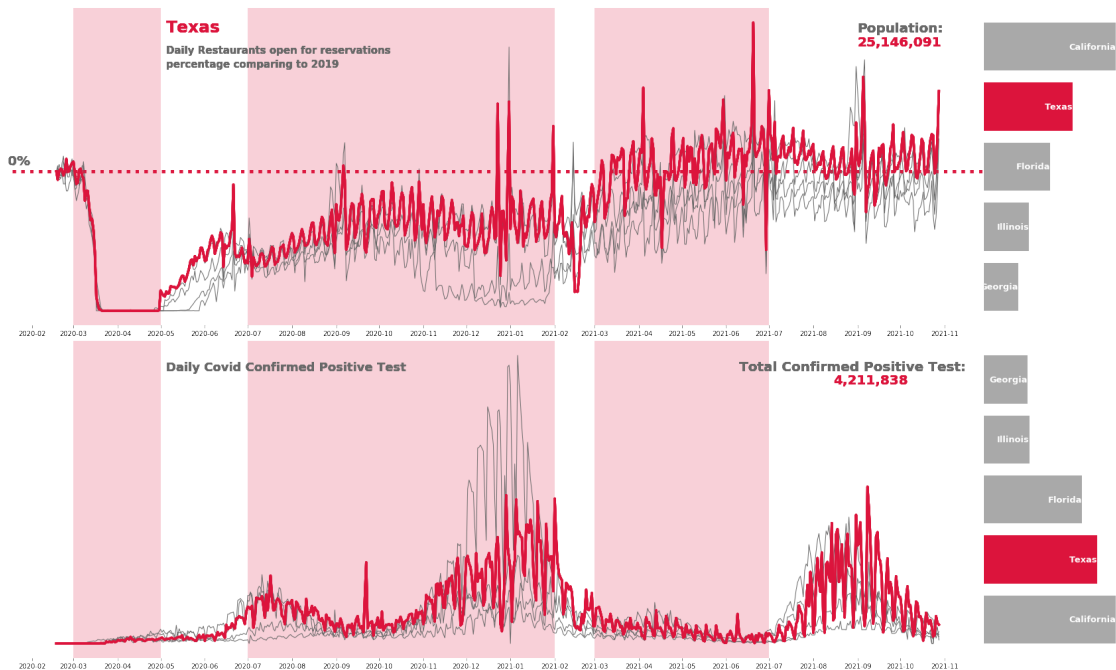 Texas
Daily Restaurants open for reservations
percentage comparing to 2019
Population:
25,146,091
0%
California
Texas
Florida
Illinois
Georgia
2020-02 2020-03 2020-04 2020-05 2020-06 2020-07 2020-08 2020-09 2020-10 2020-11 2020-12 2021-01 2021-02 2021-03 2021-04 2021-05 2021-06 2021-07 2021-08 2021-09 2021-10 2021-11
Daily Covid Confirmed Positive Test
Total Confirmed Positive Test:
4,211,838
Georgia
Illinois
Florida
Texas
California
2020-02 2020-03 2020-04 2020-05 2020-06 2020-07 2020-08 2020-09 2020-10 2020-11 2020-12 2021-01 2021-02 2021-03 2021-04 2021-05 2021-06 2021-07 2021-08 2021-09 2021-10 2021-11